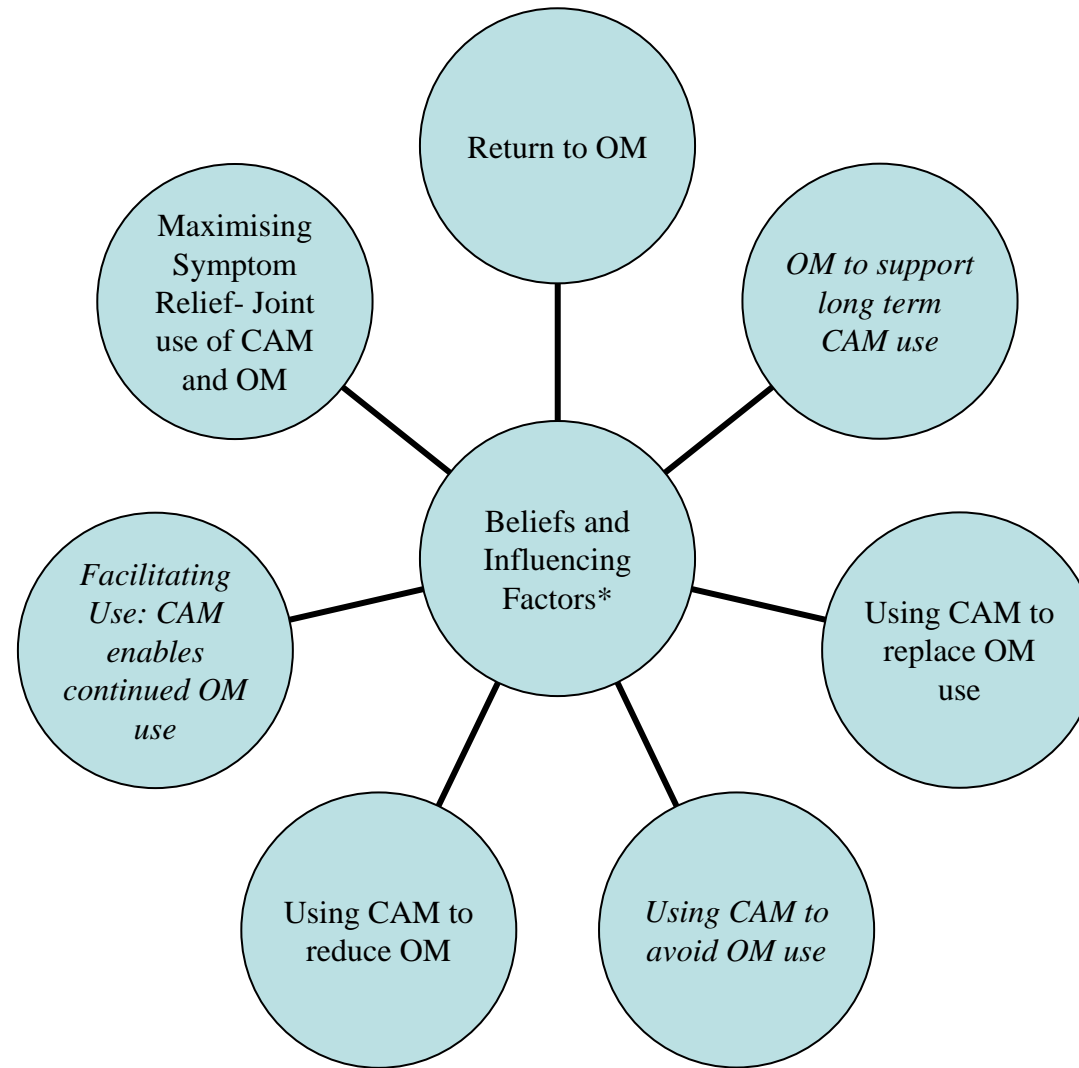 Return to OM
Maximising
Symptom
Relief- Joint
use of CAM
and OM
OM to support
long term
CAM use
Beliefs and
Influencing
Factors*
Facilitating
Use: CAM
enables
continued OM
use
Using CAM to
replace OM
use
Using CAM to
reduce OM
Using CAM to
avoid OM use